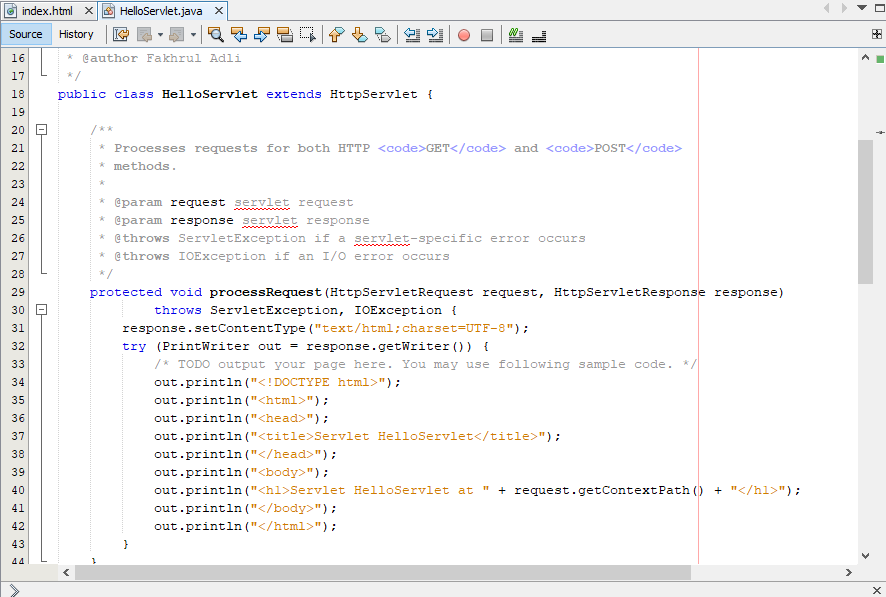 index.html HelloServlet.java
Source History
16 * @author Fakhrul Adli
17 */
18 public class HelloServlet extends HttpServlet {
19
20 /**
21 * Processes requests for both HTTP <code>GET</code> and <code>POST</code>
22 * methods.
23 *
24 * @param request servlet request
25 * @param response servlet response
26 * @throws ServletException if a servlet-specific error occurs
27 * @throws IOException if an I/O error occurs
28 */
29 protected void processRequest(HttpServletRequest request, HttpServletResponse response)
30 throws ServletException, IOException {
31 response.setContentType("text/html;charset=UTF-8");
32 try (PrintWriter out = response.getWriter()) {
33 /* TODO output your page here. You may use following sample code. */
34 out.println("<!DOCTYPE html>");
35 out.println("<html>");
36 out.println("<head>");
37 out.println("<title>Servlet HelloServlet</title>");
38 out.println("</head>");
39 out.println("<body>");
40 out.println("<h1>Servlet HelloServlet at " + request.getContextPath() + "</h1>");
41 out.println("</body>");
42 out.println("</html>");
43 }
44 }